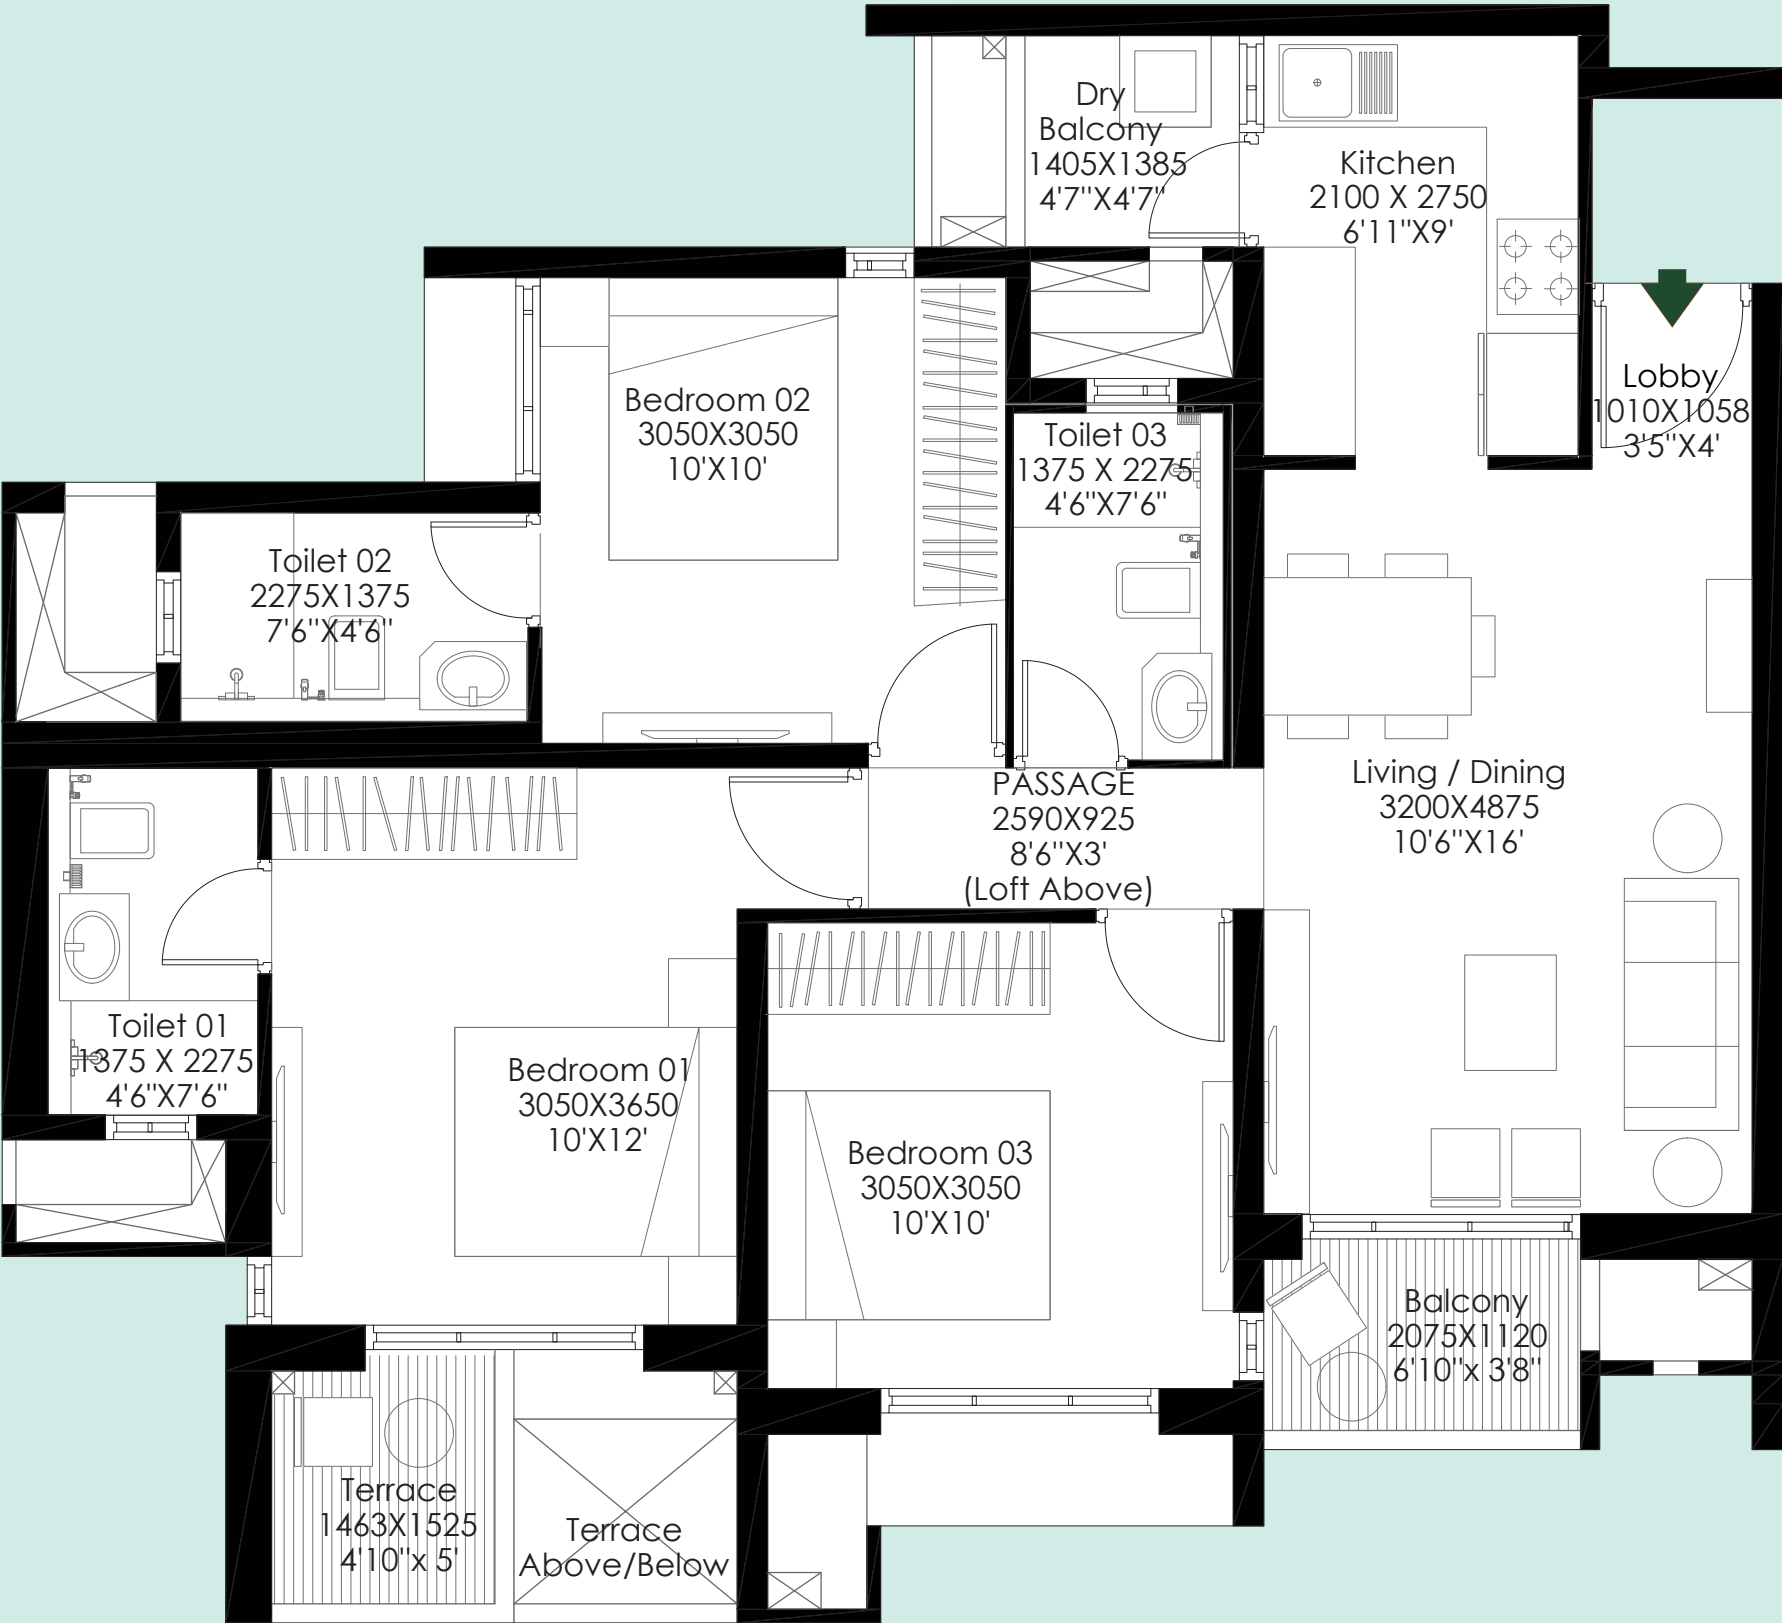 Dry
Balcony
1405X1385
4'7"X4'7"
Kitchen
2100 X 2750
6'11"X9'
Lobby
1010X1058
3'5"X4'
Bedroom 02
3050X3050
10'X10'
Toilet 03
1375 X 2275
4'6"X7'6"
Toilet 02
2275X1375
7'6"X4'6"
Living / Dining
3200X4875
10'6"X16'
PASSAGE
2590X925
8'6"X3'
(Loft Above)
Toilet 01
1375 X 2275
4'6"X7'6"
Bedroom 01
3050X3650
10'X12'
Bedroom 03
3050X3050
10'X10'
Balcony
2075X1120
6'10"x 3'8"
Terrace
1463X1525
4'10"x 5'
Terrace
Above/Below